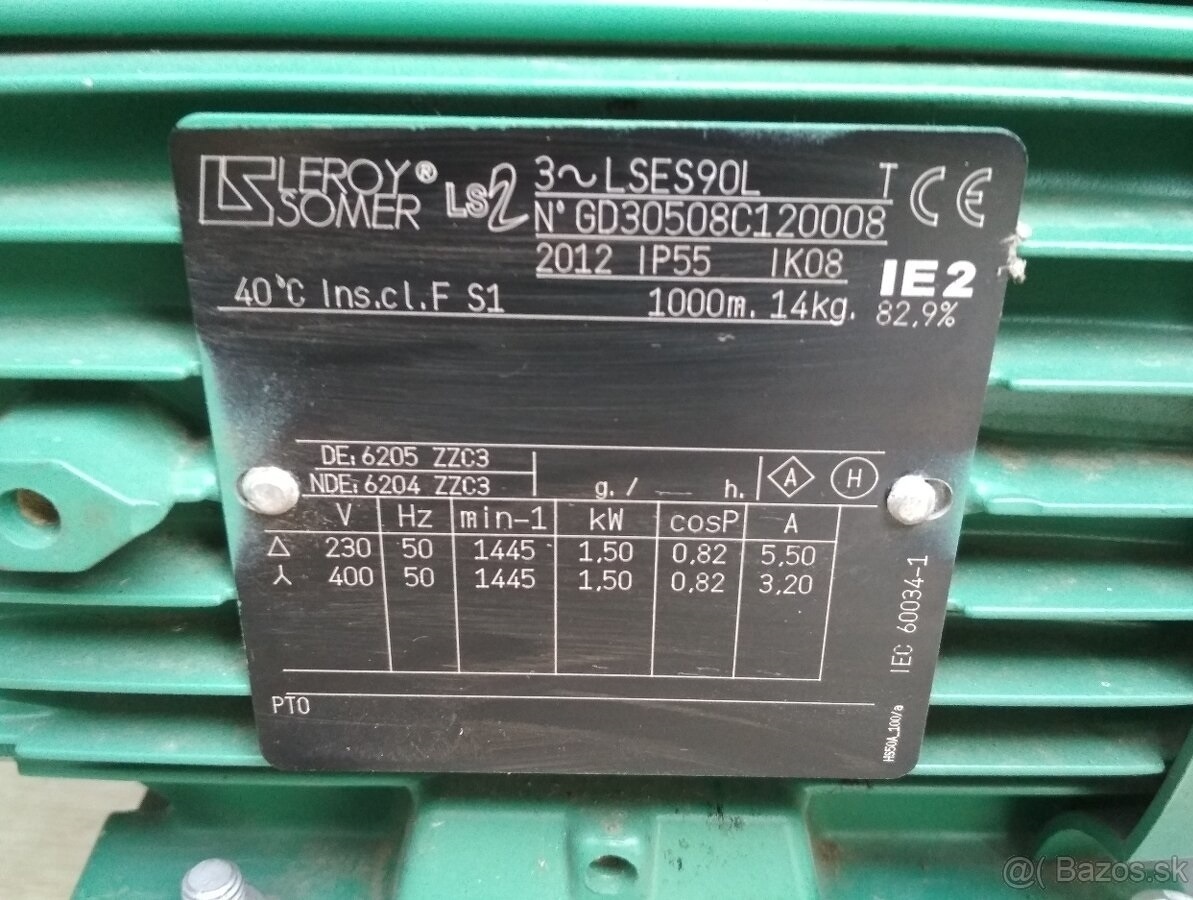 LEROY® SOMER LS2 3~LSES90L T CE
N° GD30508C120008
2012 IP55 IK08 IE2
40°C Ins.cl.F S1 1000m. 14kg. 82,9%
DE: 6205 ZZC3
NDE: 6204 ZZC3 g. / h. A H
V Hz min-1 kW cosP A
△ 230 50 1445 1,50 0,82 5,50
⅄ 400 50 1445 1,50 0,82 3,20
IEC 60034-1
PTO
HS50A_100/a
@( Bazos.sk